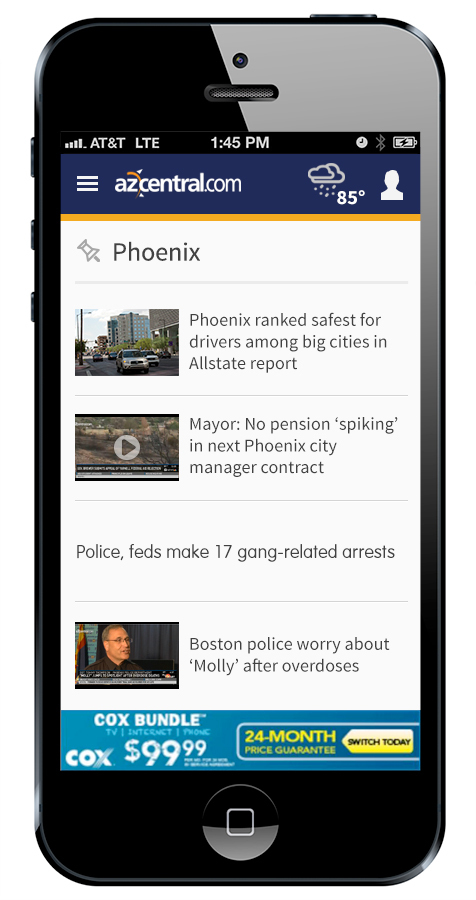 AT&T LTE 1:45 PM
azcentral.com 85°
Phoenix
Phoenix ranked safest for
drivers among big cities in
Allstate report
Mayor: No pension ‘spiking’
in next Phoenix city
manager contract
Police, feds make 17 gang-related arrests
Boston police worry about
‘Molly’ after overdoses
COX BUNDLE™
TV | INTERNET | PHONE
COX $99.99
24-MONTH
PRICE GUARANTEE
SWITCH TODAY